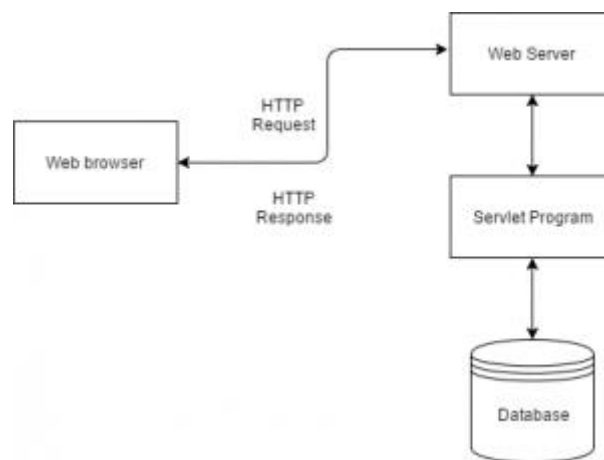 Web Server
HTTP
Request
Web browser
HTTP
Response
Servlet Program
Database